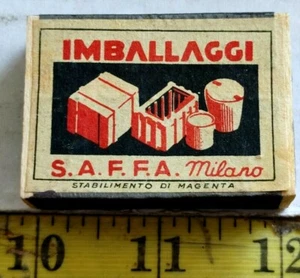 IMBALLAGGI
S.A.F.F.A. Milano
STABILIMENTO DI MAGENTA
10 11 12